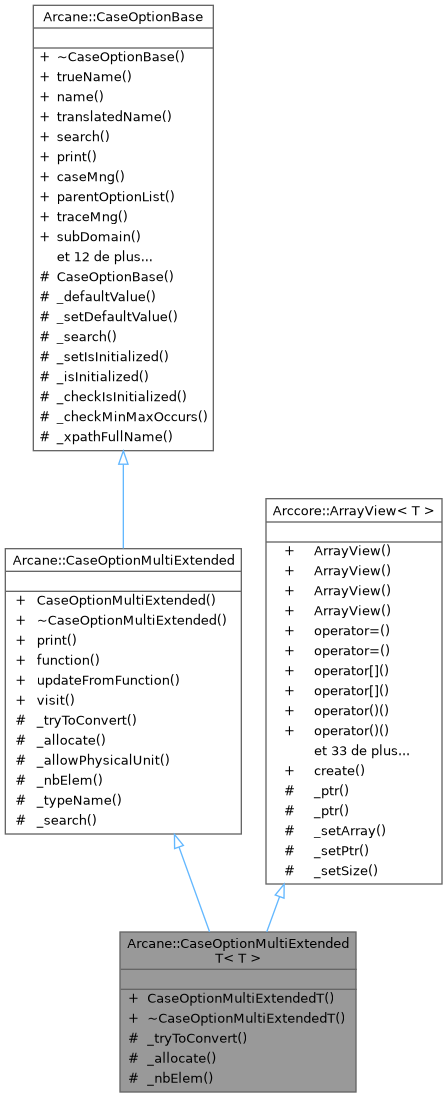 Arcane::CaseOptionBase
+ ~CaseOptionBase()
+ trueName()
+ name()
+ translatedName()
+ search()
+ print()
+ caseMng()
+ parentOptionList()
+ traceMng()
+ subDomain()
et 12 de plus...
# CaseOptionBase()
# _defaultValue()
# _setDefaultValue()
# _search()
# _setIsInitialized()
# _isInitialized()
# _checkIsInitialized()
# _checkMinMaxOccurs()
# _xpathFullName()
Arcane::CaseOptionMultiExtended
+ CaseOptionMultiExtended()
+ ~CaseOptionMultiExtended()
+ print()
+ function()
+ updateFromFunction()
+ visit()
# _tryToConvert()
# _allocate()
# _allowPhysicalUnit()
# _nbElem()
# _typeName()
# _search()
Arccore::ArrayView< T >
+ ArrayView()
+ ArrayView()
+ ArrayView()
+ ArrayView()
+ operator=()
+ operator=()
+ operator[]()
+ operator[]()
+ operator()()
+ operator()()
et 33 de plus...
+ create()
# _ptr()
# _ptr()
# _setArray()
# _setPtr()
# _setSize()
Arcane::CaseOptionMultiExtended
T< T >
+ CaseOptionMultiExtendedT()
+ ~CaseOptionMultiExtendedT()
# _tryToConvert()
# _allocate()
# _nbElem()